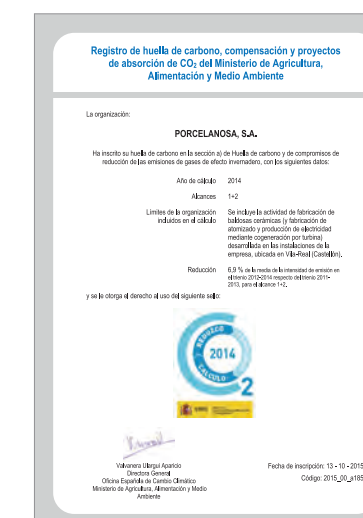 Registro de huella de carbono, compensación y proyectos
de absorción de CO₂ del Ministerio de Agricultura,
Alimentación y Medio Ambiente
La organización:
PORCELANOSA, S.A.
Ha inscrito su huella de carbono en la sección a) de Huella de carbono y de compromisos de
reducción de las emisiones de gases de efecto invernadero, con los siguientes datos:
Año de cálculo 2014
Alcances 1+2
Límites de la organización Se incluye la actividad de fabricación de
incluidos en el cálculo baldosas cerámicas (y fabricación de
atomizado y producción de electricidad
mediante cogeneración por turbina)
desarrollada en las instalaciones de la
empresa, ubicada en Vila-Real (Castellón).
Reducción 6,9 % de la media de la intensidad de emisión en
el trienio 2012-2014 respecto del trienio 2011-
2013, para el alcance 1+2.
y se le otorga el derecho al uso del siguiente sello:
REDUZCO
2014
CALCULO
2
Valvanera Ulargui Aparicio
Directora General
Oficina Española de Cambio Climático
Ministerio de Agricultura, Alimentación y Medio
Ambiente
Fecha de inscripción: 13 - 10 - 2015
Código: 2015_00_a185